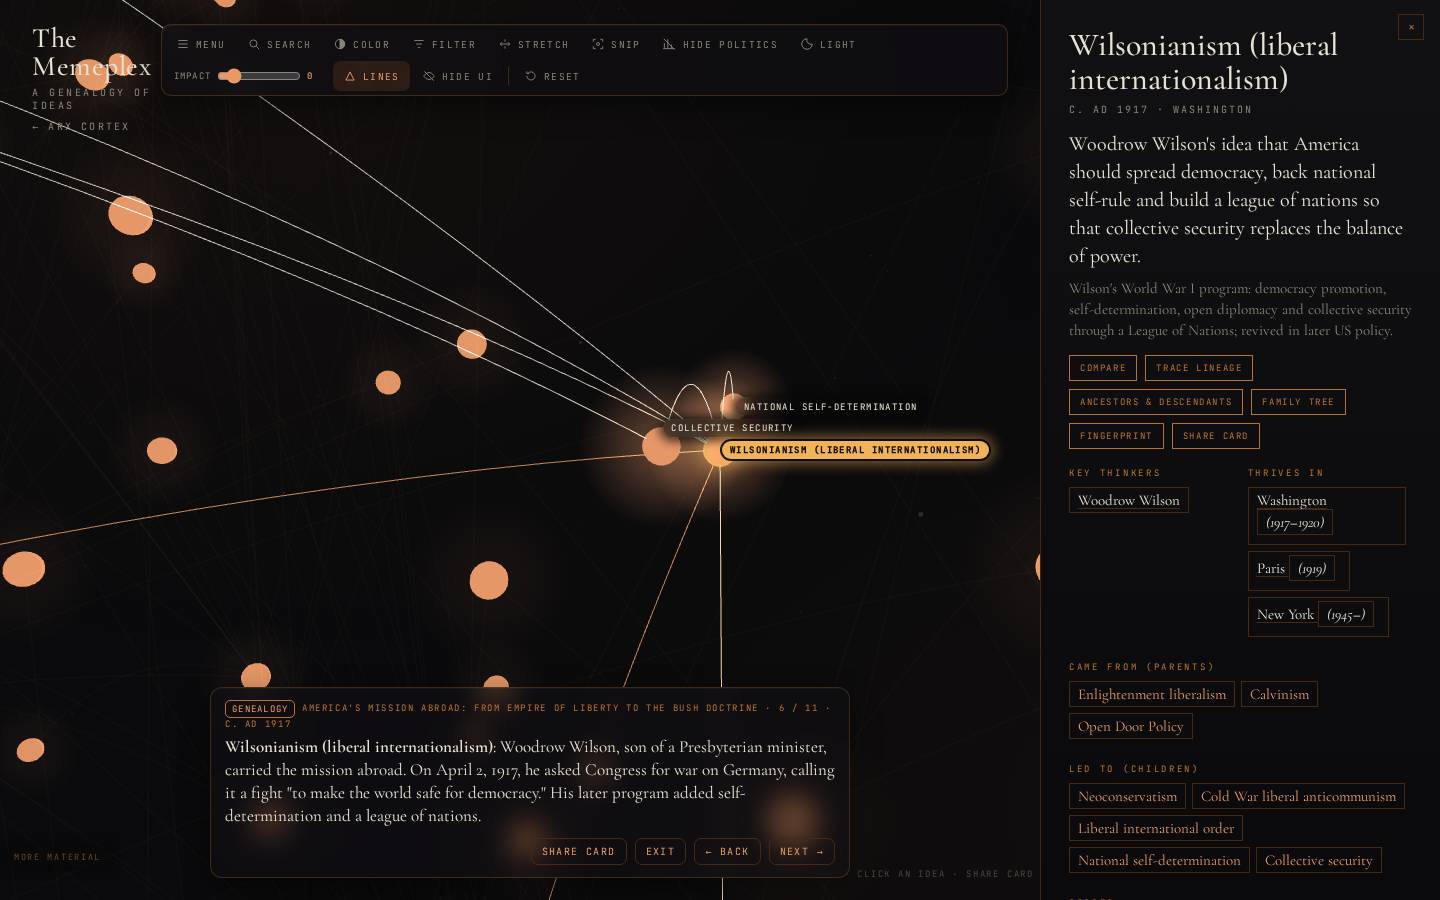 The
Memeplex
A GENEALOGY OF
IDEAS
← ARX CORTEX
MENU
SEARCH
COLOR
FILTER
STRETCH
SNIP
HIDE POLITICS
LIGHT
IMPACT
0
LINES
HIDE UI
RESET
NATIONAL SELF-DETERMINATION
COLLECTIVE SECURITY
WILSONIANISM (LIBERAL INTERNATIONALISM)
GENEALOGY AMERICA'S MISSION ABROAD: FROM EMPIRE OF LIBERTY TO THE BUSH DOCTRINE · 6 / 11 ·
C. AD 1917
Wilsonianism (liberal internationalism): Woodrow Wilson, son of a Presbyterian minister,
carried the mission abroad. On April 2, 1917, he asked Congress for war on Germany, calling
it a fight "to make the world safe for democracy." His later program added self-
determination and a league of nations.
SHARE CARD
EXIT
← BACK
NEXT →
MORE MATERIAL
CLICK AN IDEA · SHARE CARD
×
Wilsonianism (liberal
internationalism)
C. AD 1917 · WASHINGTON
Woodrow Wilson's idea that America
should spread democracy, back national
self-rule and build a league of nations so
that collective security replaces the balance
of power.
Wilson's World War I program: democracy promotion,
self-determination, open diplomacy and collective security
through a League of Nations; revived in later US policy.
COMPARE
TRACE LINEAGE
ANCESTORS & DESCENDANTS
FAMILY TREE
FINGERPRINT
SHARE CARD
KEY THINKERS
Woodrow Wilson
THRIVES IN
Washington
(1917–1920)
Paris (1919)
New York (1945–)
CAME FROM (PARENTS)
Enlightenment liberalism
Calvinism
Open Door Policy
LED TO (CHILDREN)
Neoconservatism
Cold War liberal anticommunism
Liberal international order
National self-determination
Collective security